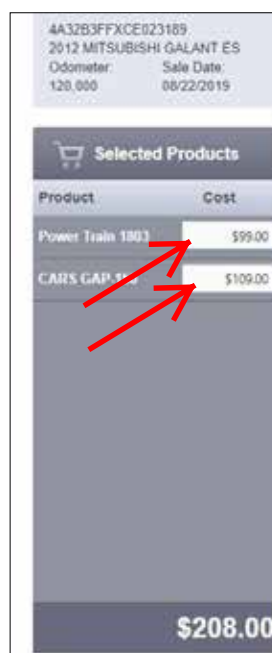 4A32B3FFXCE023189
2012 MITSUBISHI GALANT ES
Odometer: Sale Date:
120,000 08/22/2019
Selected Products
Product Cost
Power Train 1803 $99.00
CARS GAP $109.00
$208.00